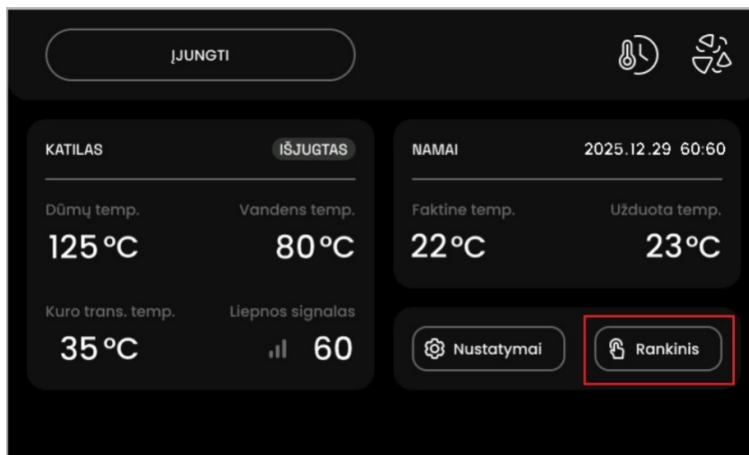 ĮJUNGTI
KATILAS IŠJUGTAS
Dūmų temp. Vandens temp.
125 °C 80 °C
Kuro trans. temp. Liepnos signalas
35 °C 60
NAMAI 2025.12.29 60:60
Faktine temp. Užduota temp.
22 °C 23 °C
Nustatymai Rankinis